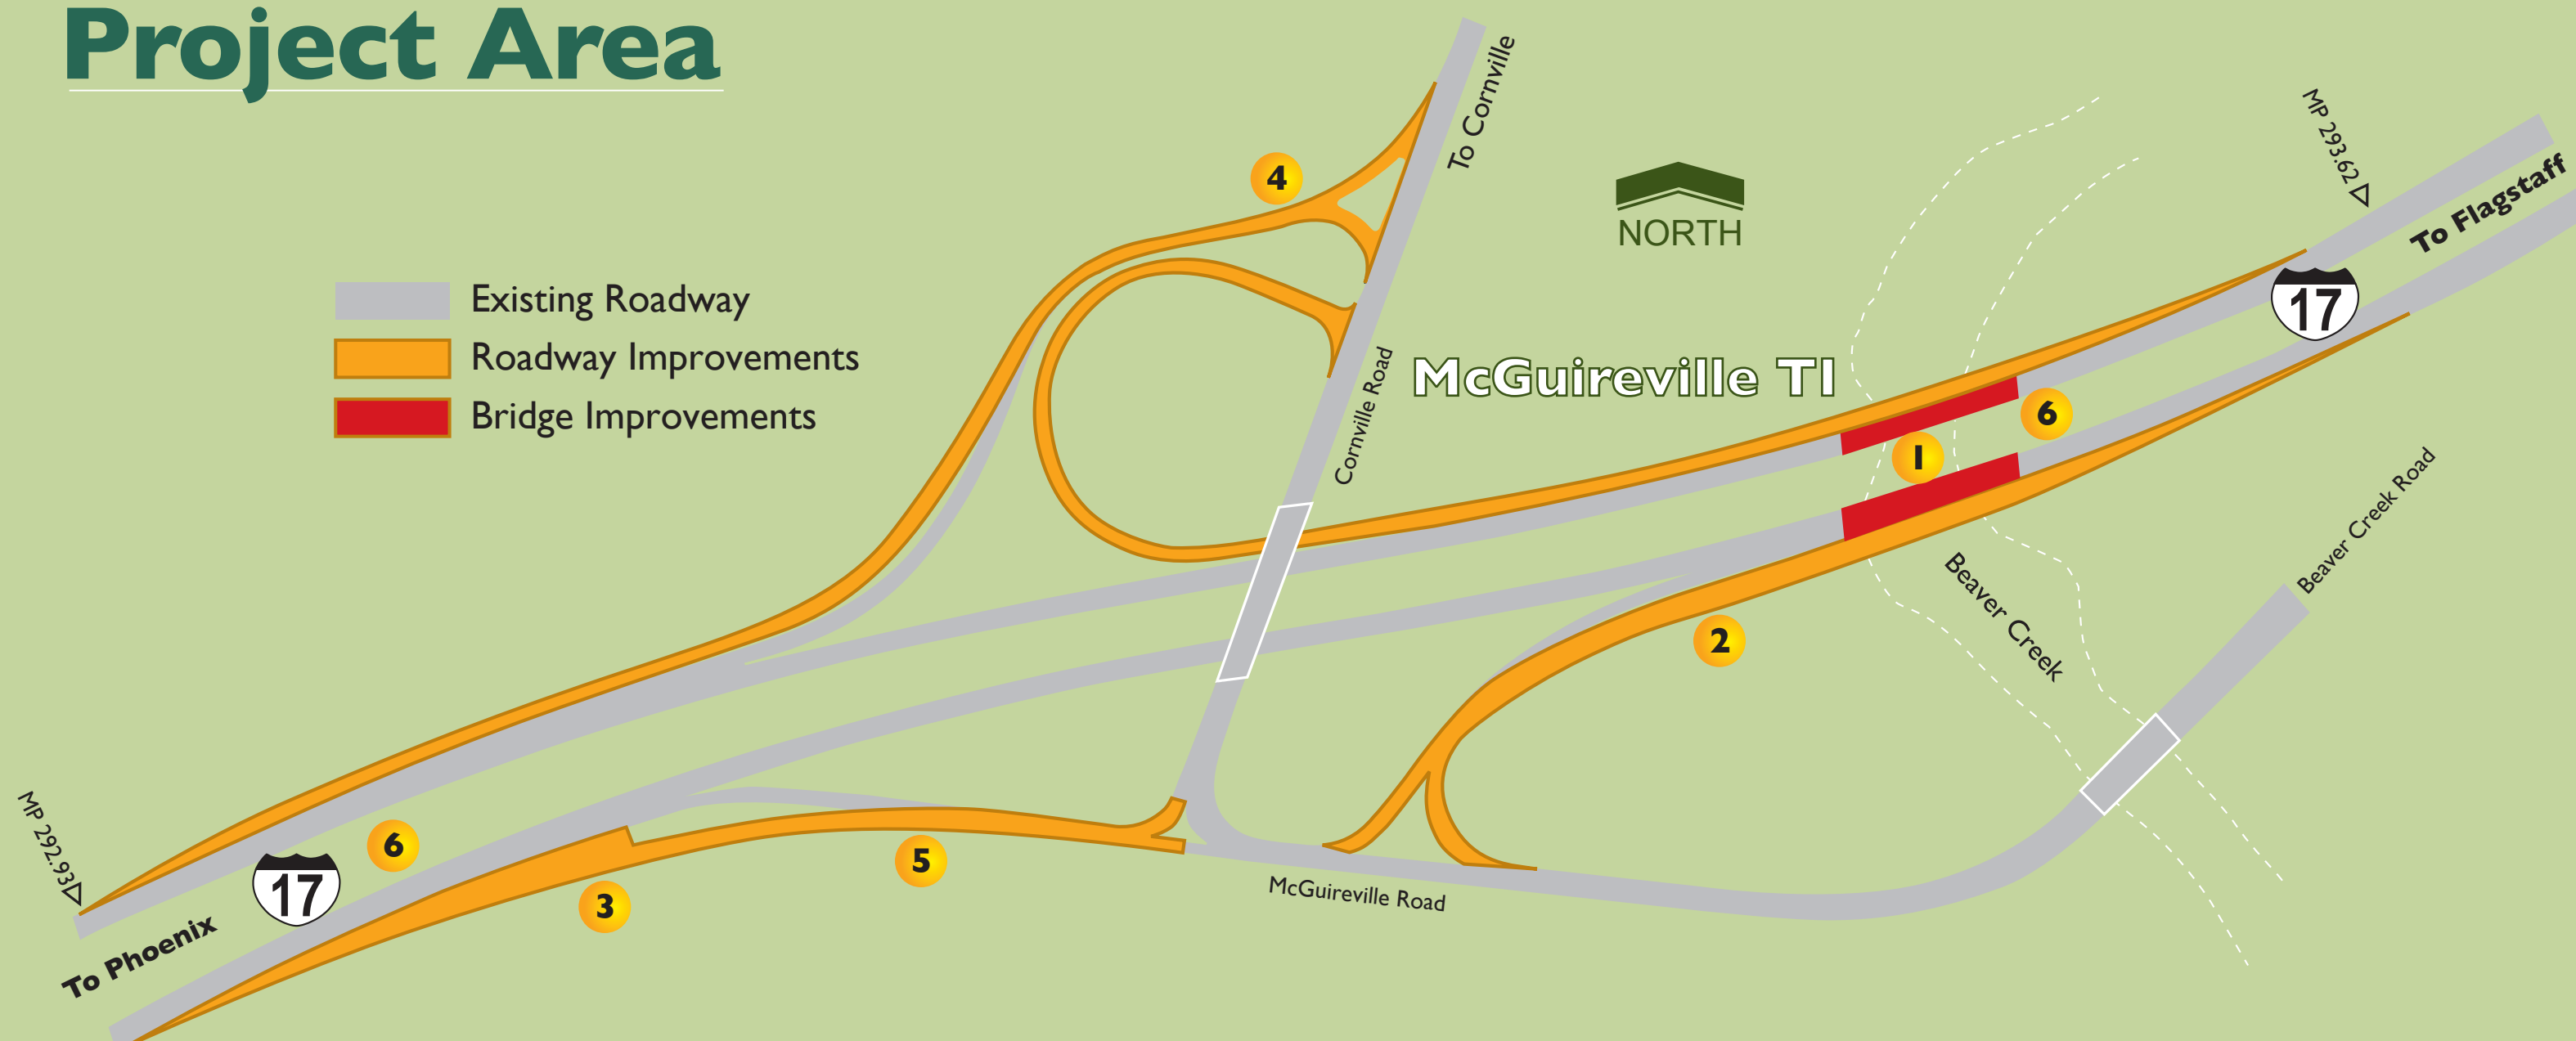 Project Area
Existing Roadway
Roadway Improvements
Bridge Improvements
4
To Cornville
NORTH
MP 293.62
To Flagstaff
17
McGuireville TI
Cornville Road
6
1
Beaver Creek Road
Beaver Creek
2
MP 292.93
6
17
To Phoenix
3
5
McGuireville Road